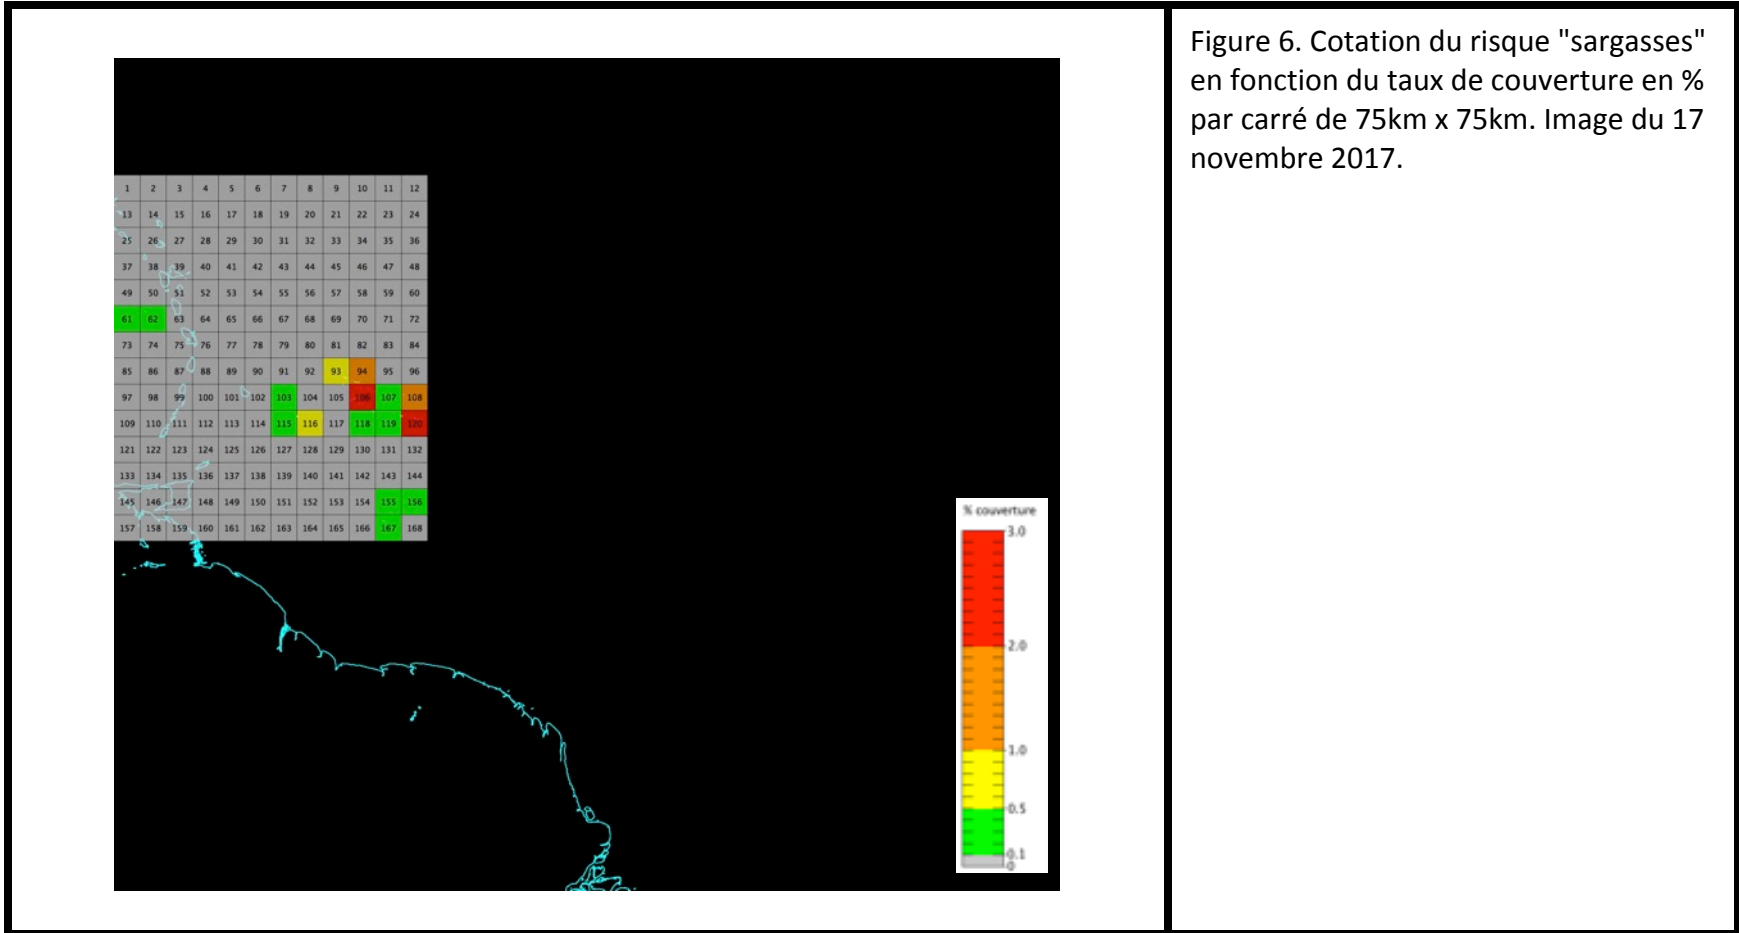 1 2 3 4 5 6 7 8 9 10 11 12
13 14 15 16 17 18 19 20 21 22 23 24
25 26 27 28 29 30 31 32 33 34 35 36
37 38 39 40 41 42 43 44 45 46 47 48
49 50 51 52 53 54 55 56 57 58 59 60
61 62 63 64 65 66 67 68 69 70 71 72
73 74 75 76 77 78 79 80 81 82 83 84
85 86 87 88 89 90 91 92 93 94 95 96
97 98 99 100 101 102 103 104 105 106 107 108
109 110 111 112 113 114 115 116 117 118 119 120
121 122 123 124 125 126 127 128 129 130 131 132
133 134 135 136 137 138 139 140 141 142 143 144
145 146 147 148 149 150 151 152 153 154 155 156
157 158 159 160 161 162 163 164 165 166 167 168
% couverture
3.0
2.0
1.0
0.5
0.1
0
Figure 6. Cotation du risque "sargasses"
en fonction du taux de couverture en %
par carré de 75km x 75km. Image du 17
novembre 2017.